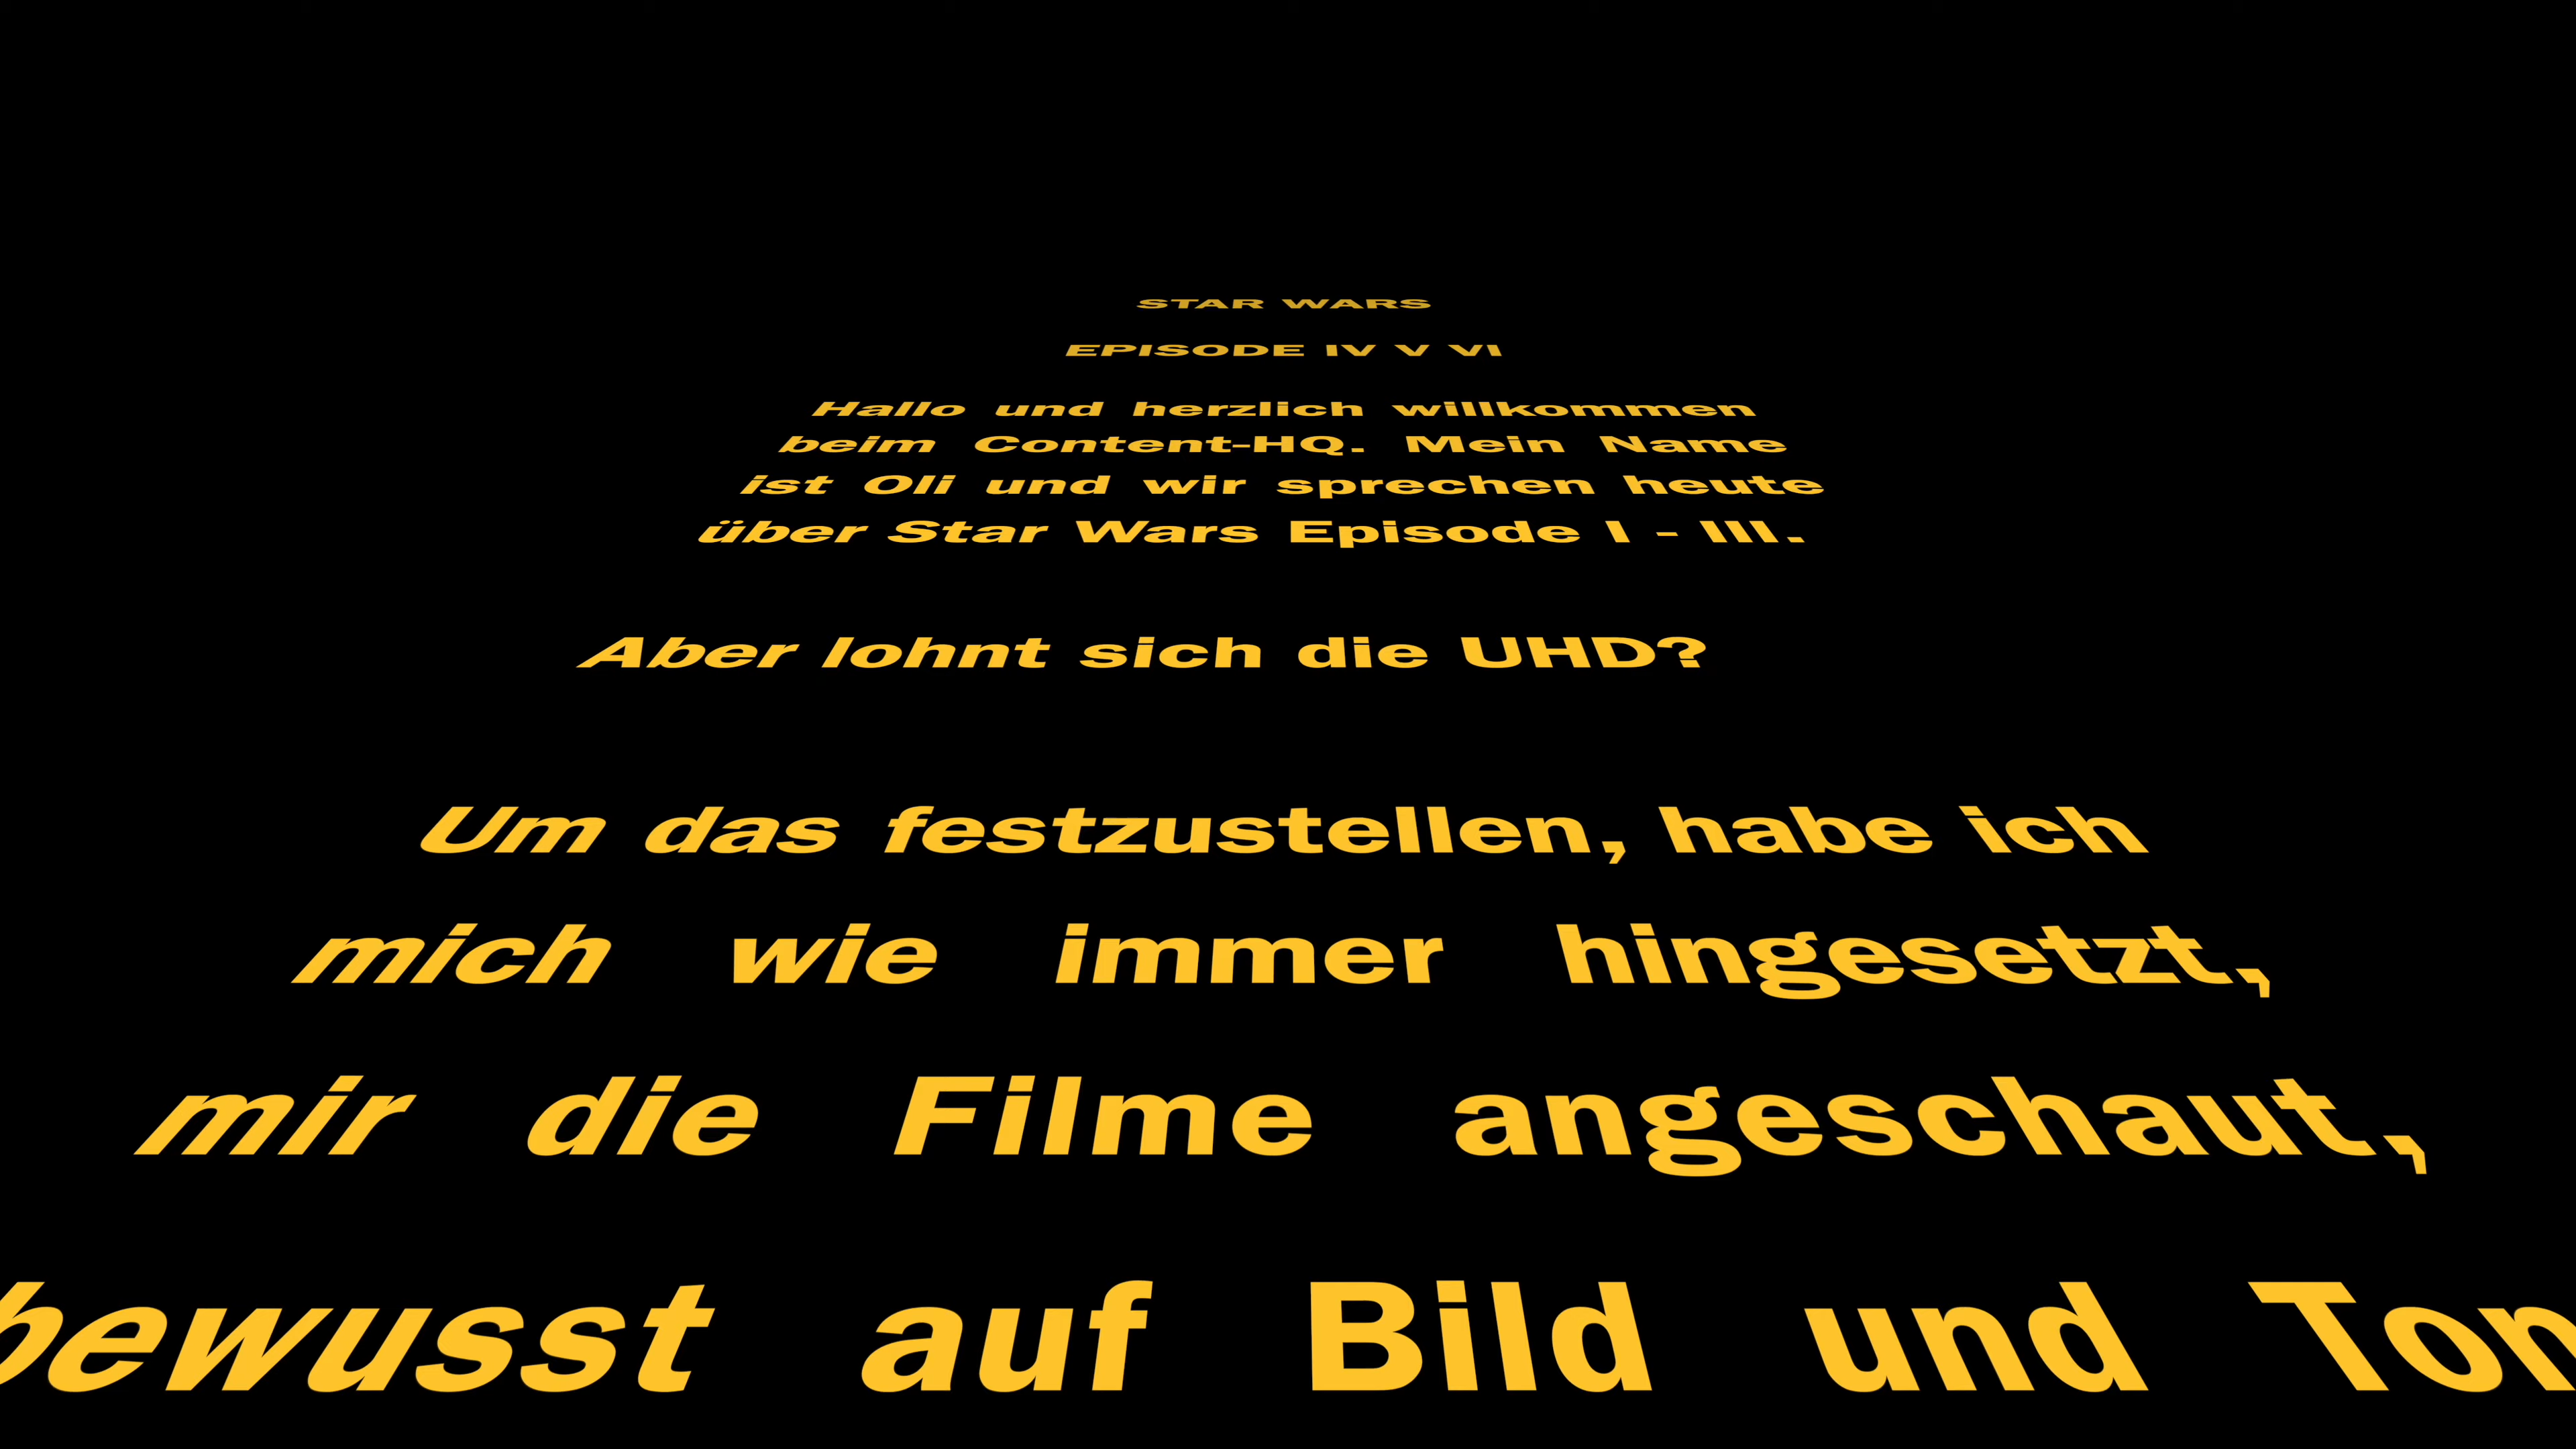 STAR WARS
EPISODE IV V VI
Hallo und herzlich willkommen
beim Content-HQ. Mein Name
ist Oli und wir sprechen heute
über Star Wars Episode I - III.
Aber lohnt sich die UHD?
Um das festzustellen, habe ich
mich wie immer hingesetzt,
mir die Filme angeschaut,
bewusst auf Bild und Ton